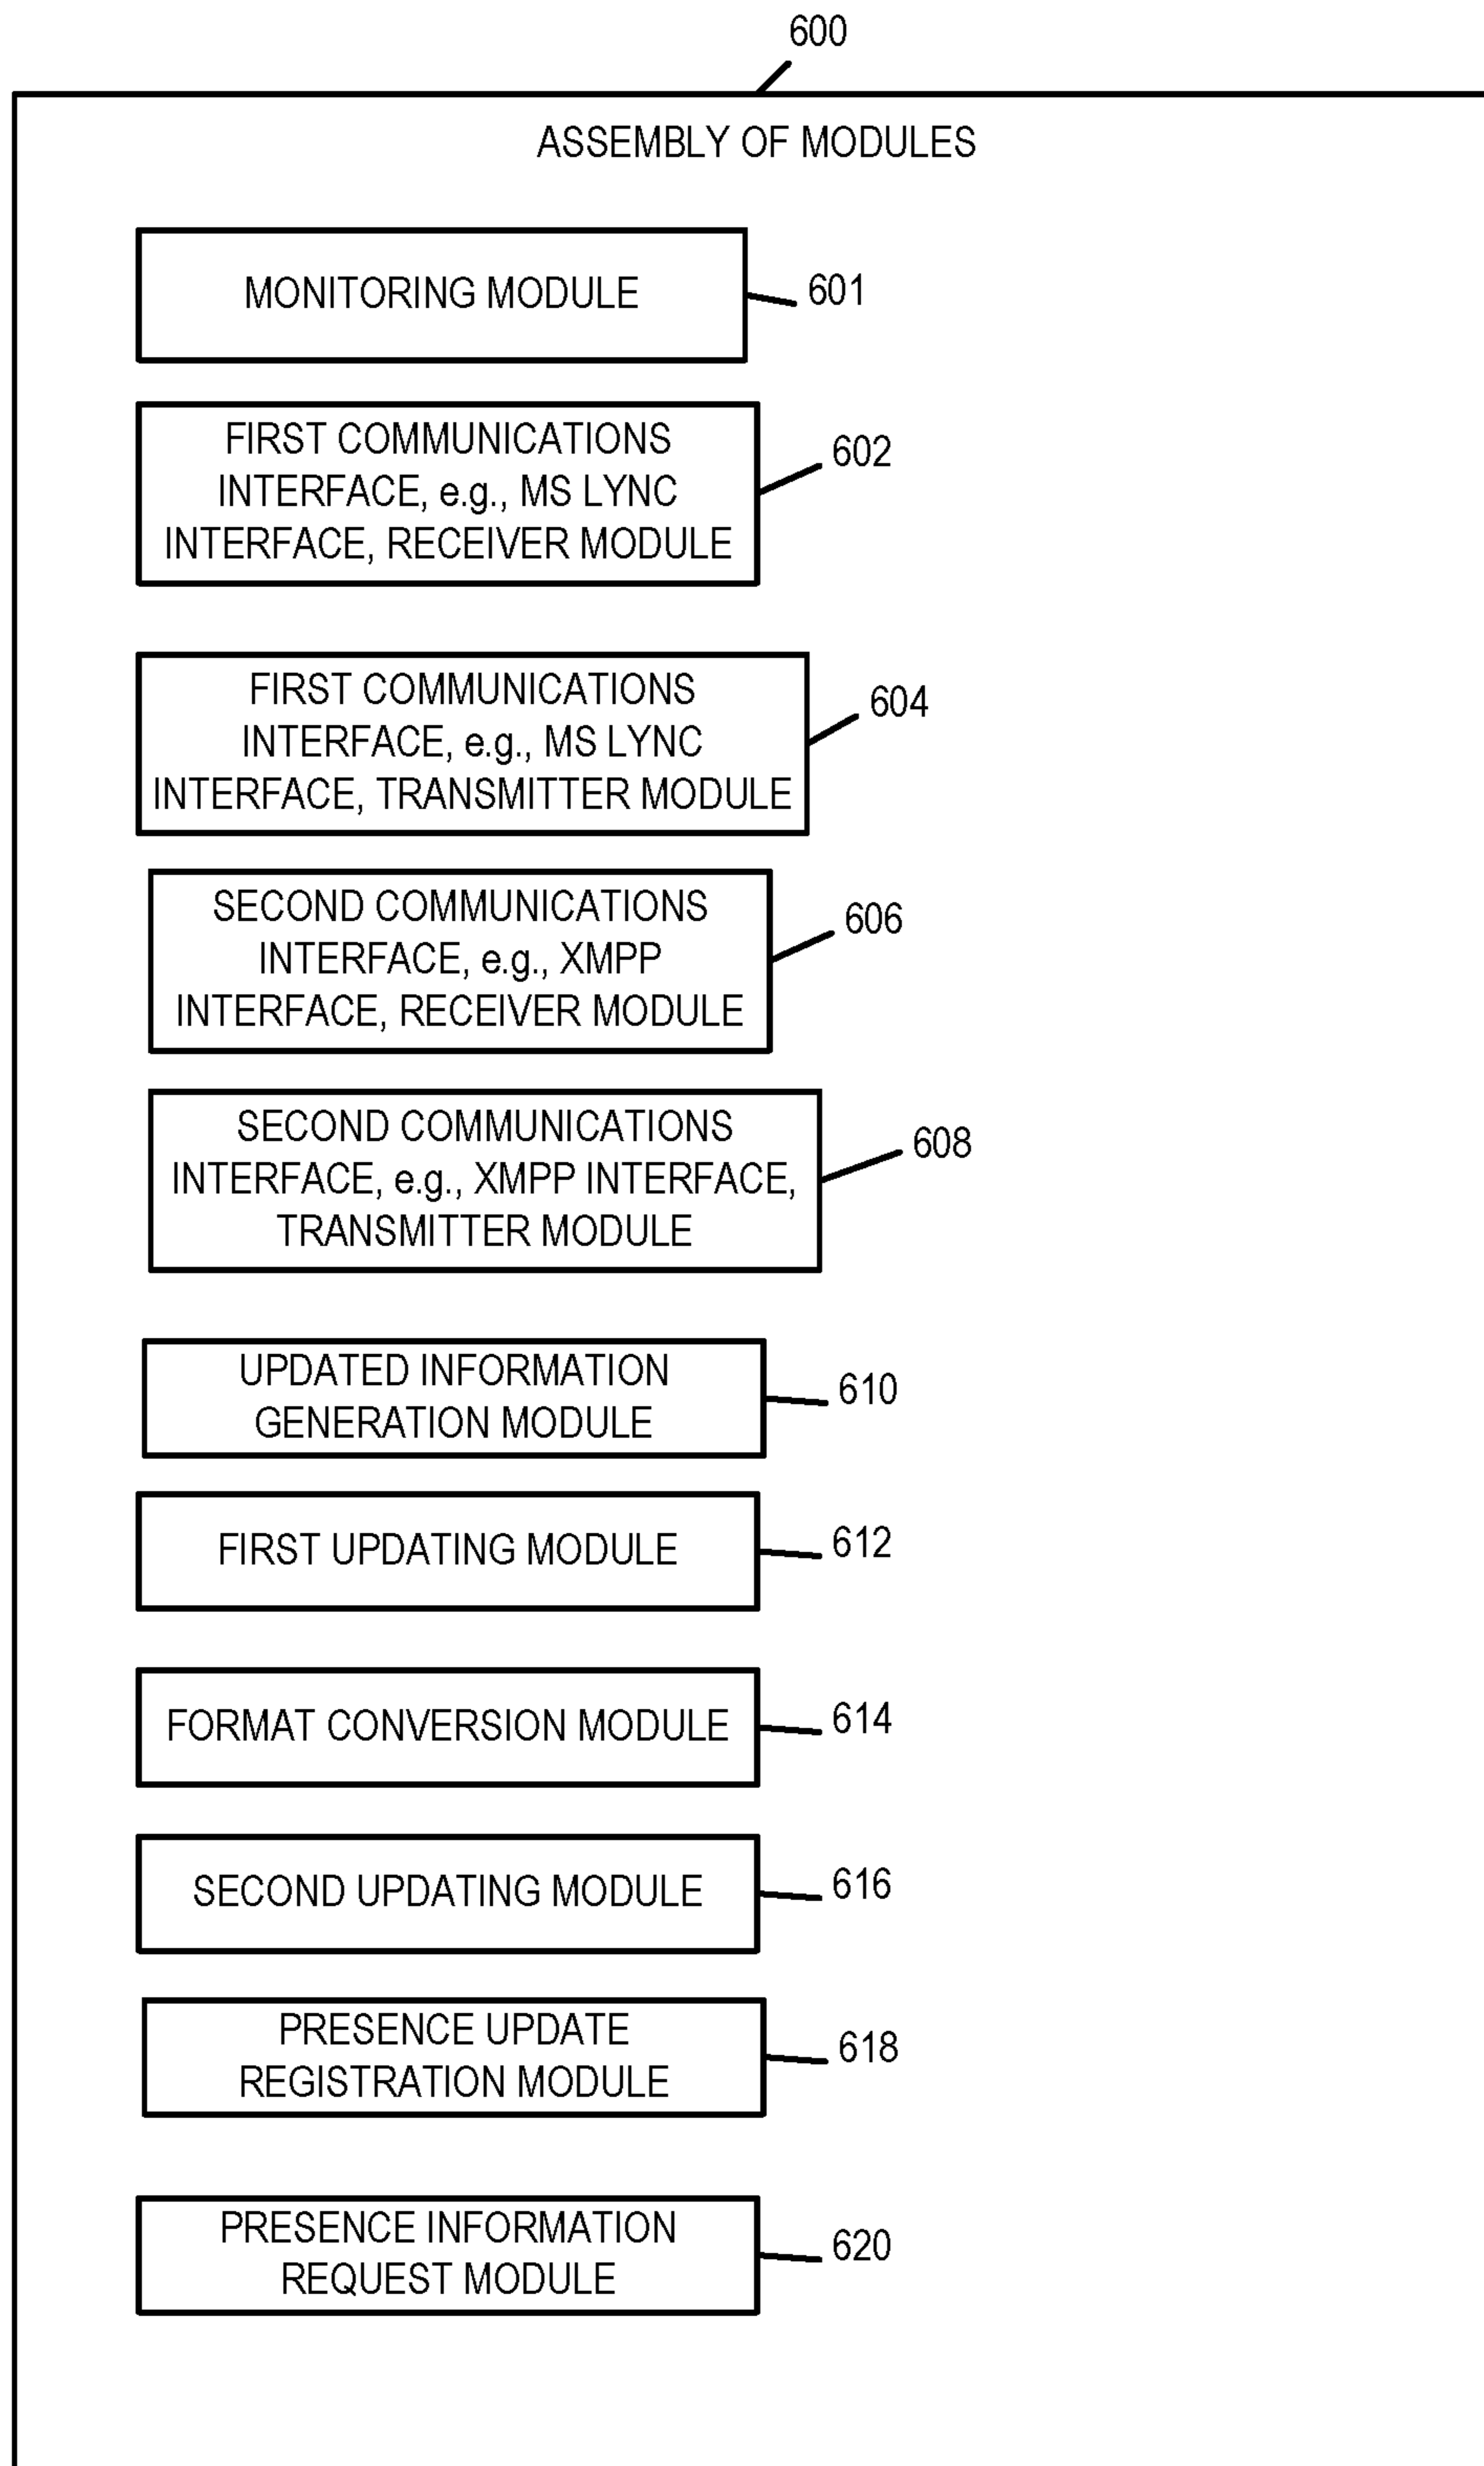 600
ASSEMBLY OF MODULES
MONITORING MODULE
601
FIRST COMMUNICATIONS
INTERFACE, e.g., MS LYNC
INTERFACE, RECEIVER MODULE
602
FIRST COMMUNICATIONS
INTERFACE, e.g., MS LYNC
INTERFACE, TRANSMITTER MODULE
604
SECOND COMMUNICATIONS
INTERFACE, e.g., XMPP
INTERFACE, RECEIVER MODULE
606
SECOND COMMUNICATIONS
INTERFACE, e.g., XMPP INTERFACE,
TRANSMITTER MODULE
608
UPDATED INFORMATION
GENERATION MODULE
610
FIRST UPDATING MODULE
612
FORMAT CONVERSION MODULE
614
SECOND UPDATING MODULE
616
PRESENCE UPDATE
REGISTRATION MODULE
618
PRESENCE INFORMATION
REQUEST MODULE
620